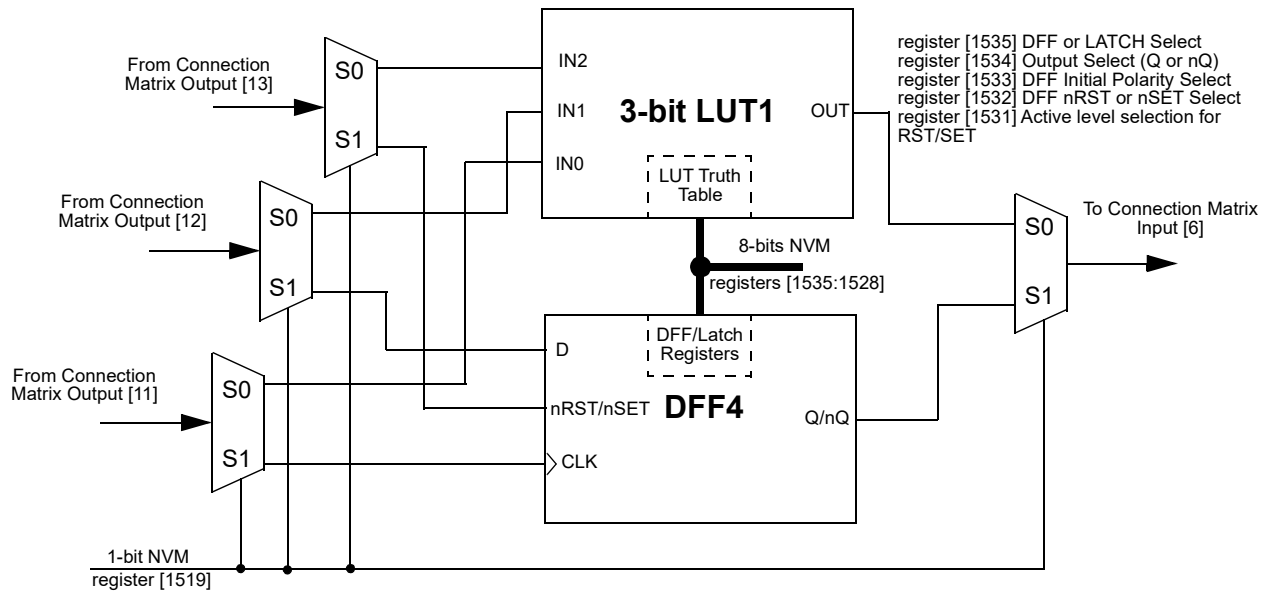 From Connection
Matrix Output [13]
S0
S1
From Connection
Matrix Output [12]
S0
S1
From Connection
Matrix Output [11]
S0
S1
1-bit NVM
register [1519]
IN2
IN1
IN0
3-bit LUT1
OUT
LUT Truth
Table
8-bits NVM
registers [1535:1528]
DFF/Latch
Registers
D
nRST/nSET
DFF4
CLK
Q/nQ
register [1535] DFF or LATCH Select
register [1534] Output Select (Q or nQ)
register [1533] DFF Initial Polarity Select
register [1532] DFF nRST or nSET Select
register [1531] Active level selection for
RST/SET
S0
S1
To Connection Matrix
Input [6]